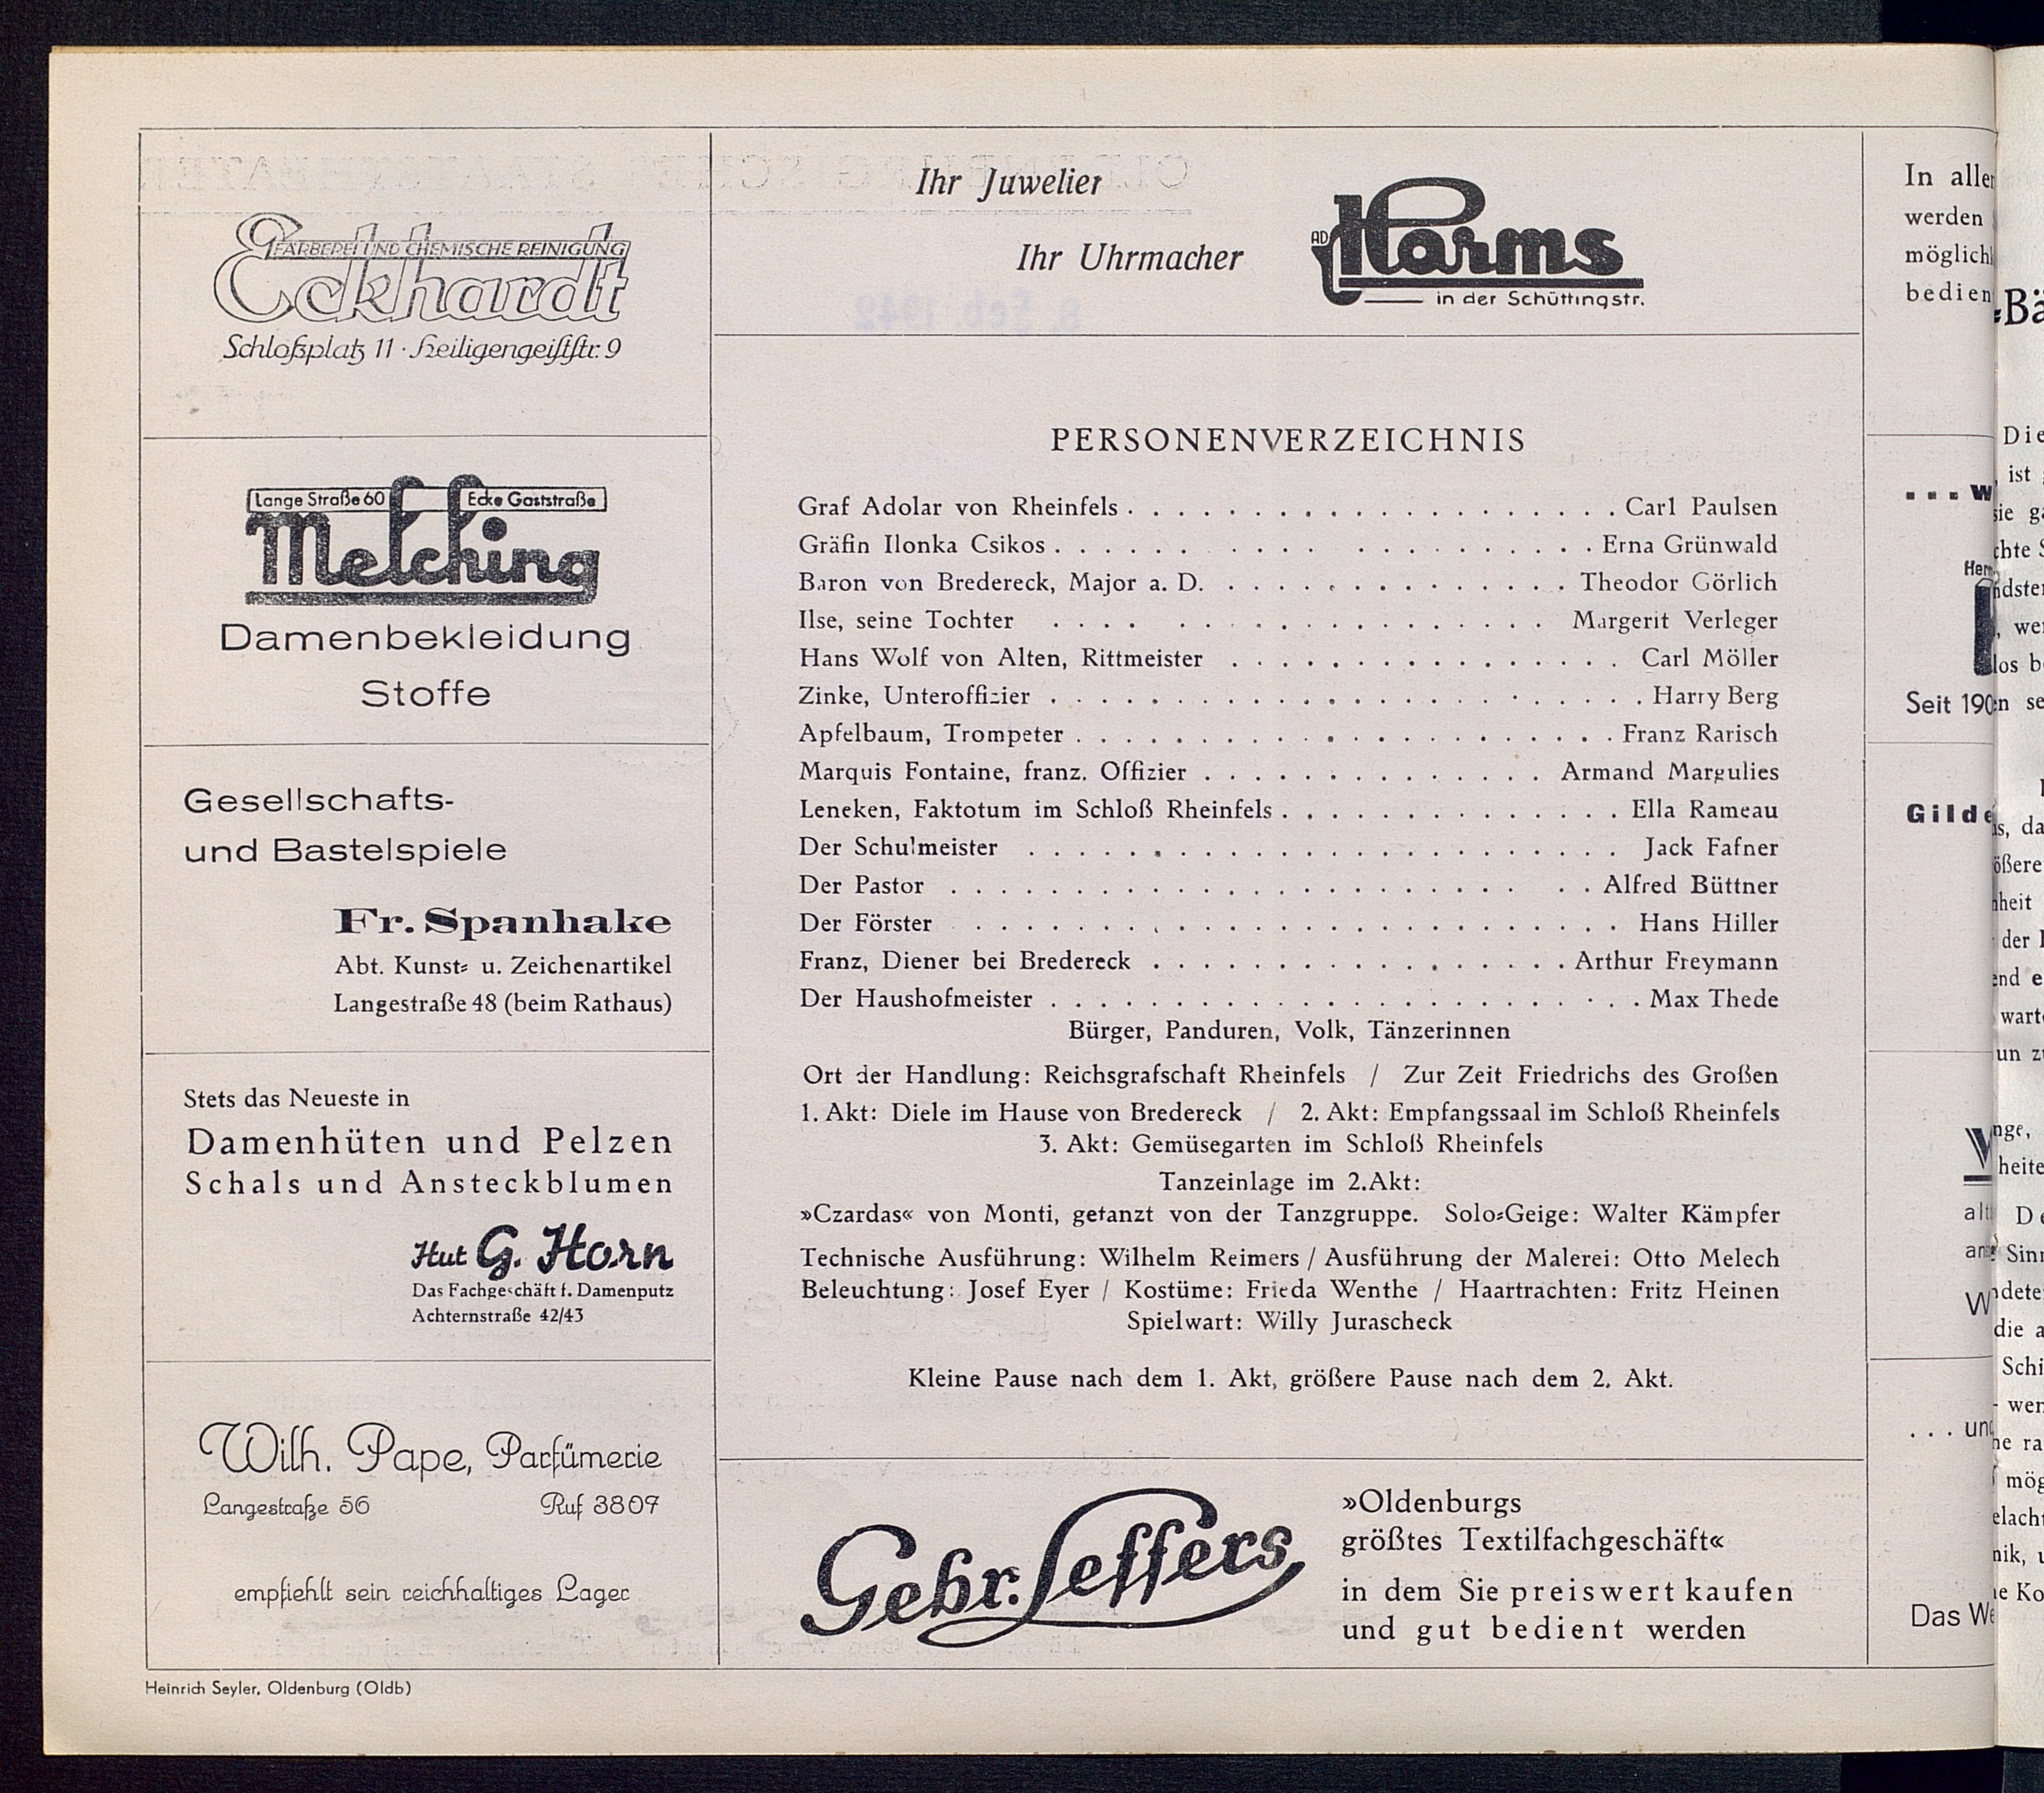 FÄRBEREI UND CHEMISCHE REINIGUNG
Eckhardt
Schloßplatz 11 · Heiligengeiststr. 9
Lange Straße 60 Ecke Gaststraße
Melching
Damenbekleidung
Stoffe
Gesellschafts-
und Bastelspiele
Fr. Spanhake
Abt. Kunst- u. Zeichenartikel
Langestraße 48 (beim Rathaus)
Stets das Neueste in
Damenhüten und Pelzen
Schals und Ansteckblumen
Hut G. Horn
Das Fachgeschäft f. Damenputz
Achternstraße 42/43
Wilh. Pape, Parfümerie
Langestraße 56 Ruf 3807
empfiehlt sein reichhaltiges Lager
Heinrich Seyler, Oldenburg (Oldb)
Ihr Juwelier
Ihr Uhrmacher
AD Harms
in der Schüttingstr.
PERSONENVERZEICHNIS
Graf Adolar von Rheinfels . . . . . . . . . . . . . . . . . . . . Carl Paulsen
Gräfin Ilonka Csikos . . . . . . . . . . . . . . . . . . . . . Erna Grünwald
Baron von Bredereck, Major a. D. . . . . . . . . . . . . . . . Theodor Görlich
Ilse, seine Tochter . . . . . . . . . . . . . . . . . . . Margerit Verleger
Hans Wolf von Alten, Rittmeister . . . . . . . . . . . . . . . . Carl Möller
Zinke, Unteroffizier . . . . . . . . . . . . . . . . . . . . . . . Harry Berg
Apfelbaum, Trompeter . . . . . . . . . . . . . . . . . . . . . . Franz Rarisch
Marquis Fontaine, franz. Offizier . . . . . . . . . . . . . . Armand Margulies
Leneken, Faktotum im Schloß Rheinfels . . . . . . . . . . . . . . Ella Rameau
Der Schulmeister . . . . . . . . . . . . . . . . . . . . . . . . Jack Fafner
Der Pastor . . . . . . . . . . . . . . . . . . . . . . . . . Alfred Büttner
Der Förster . . . . . . . . . . . . . . . . . . . . . . . . . . Hans Hiller
Franz, Diener bei Bredereck . . . . . . . . . . . . . . . . . Arthur Freymann
Der Haushofmeister . . . . . . . . . . . . . . . . . . . . . . . Max Thede
Bürger, Panduren, Volk, Tänzerinnen
Ort der Handlung: Reichsgrafschaft Rheinfels / Zur Zeit Friedrichs des Großen
1. Akt: Diele im Hause von Bredereck / 2. Akt: Empfangssaal im Schloß Rheinfels
3. Akt: Gemüsegarten im Schloß Rheinfels
Tanzeinlage im 2.Akt:
»Czardas« von Monti, getanzt von der Tanzgruppe. Solo-Geige: Walter Kämpfer
Technische Ausführung: Wilhelm Reimers / Ausführung der Malerei: Otto Melech
Beleuchtung: Josef Eyer / Kostüme: Frieda Wenthe / Haartrachten: Fritz Heinen
Spielwart: Willy Jurascheck
Kleine Pause nach dem 1. Akt, größere Pause nach dem 2. Akt.
Gebr. Leffers
»Oldenburgs
größtes Textilfachgeschäft«
in dem Sie preiswert kaufen
und gut bedient werden
In
werden
Seit
Das